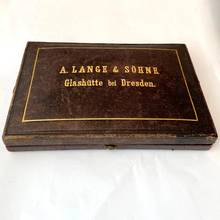 A. LANGE & SÖHNE
Glashütte bei Dresden.